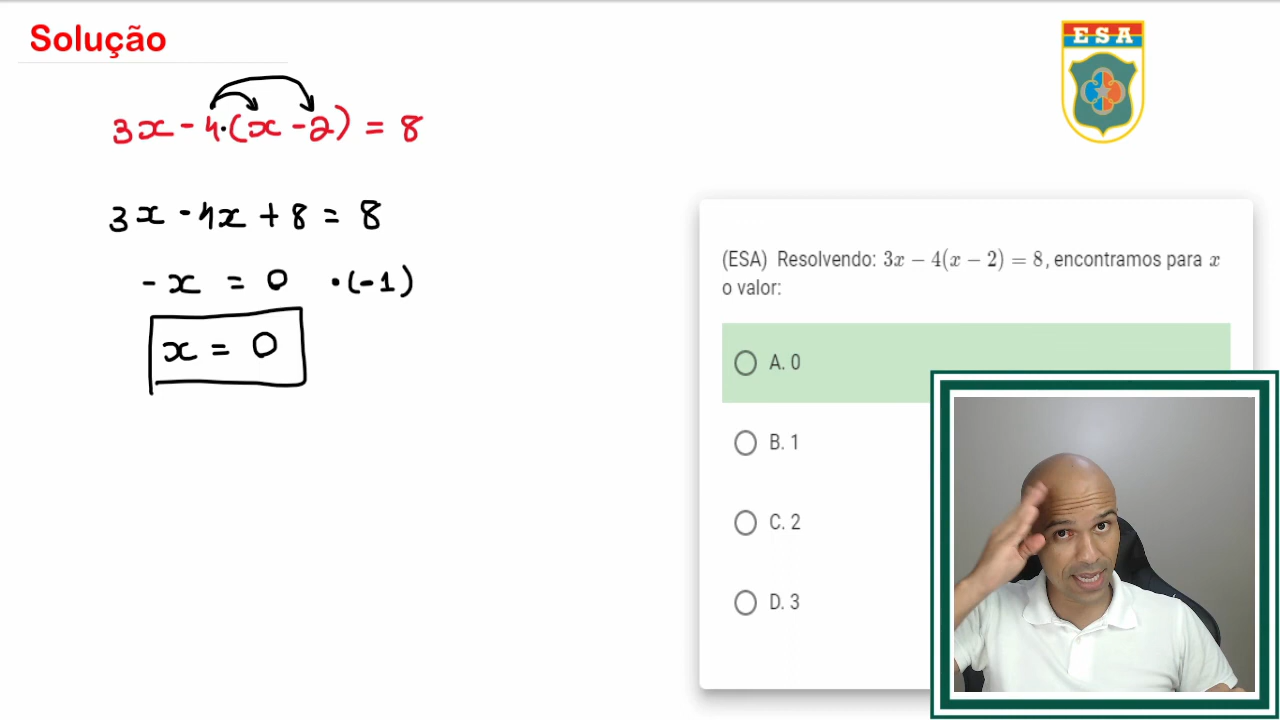 Solução
ESA
3x - 4·(x - 2) = 8
3x - 4x + 8 = 8
-x = 0 ·(-1)
x = 0
(ESA) Resolvendo: 3x − 4(x − 2) = 8, encontramos para x
o valor:
A. 0
B. 1
C. 2
D. 3